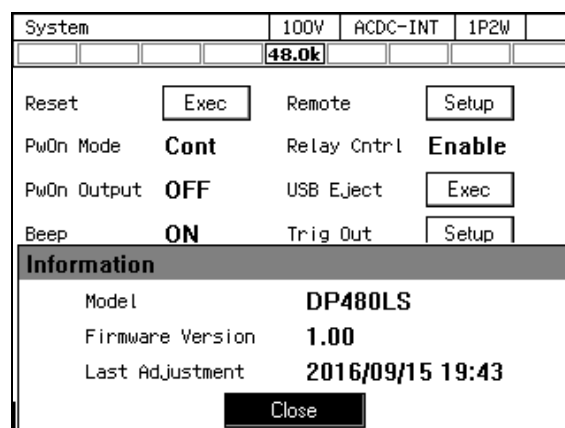 System 100V ACDC-INT 1P2W
48.0k
Reset Exec Remote Setup
PwOn Mode Cont Relay Cntrl Enable
PwOn Output OFF USB Eject Exec
Beep ON Trig Out Setup
Information
Model DP480LS
Firmware Version 1.00
Last Adjustment 2016/09/15 19:43
Close